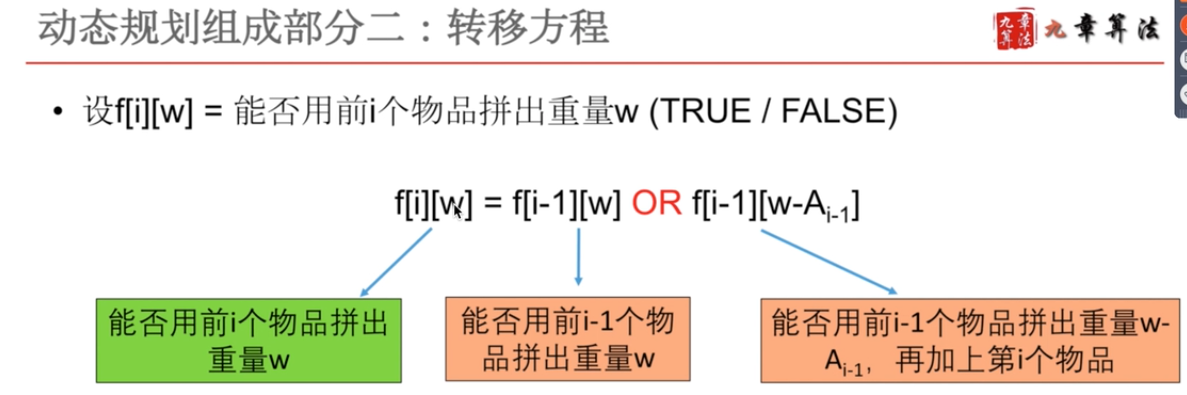 动态规划组成部分二：转移方程
九章算法 九章算法
• 设f[i][w] = 能否用前i个物品拼出重量w (TRUE / FALSE)
f[i][w] = f[i-1][w] OR f[i-1][w-Ai-1]
能否用前i个物品拼出
重量w
能否用前i-1个物
品拼出重量w
能否用前i-1个物品拼出重量w-
Ai-1，再加上第i个物品